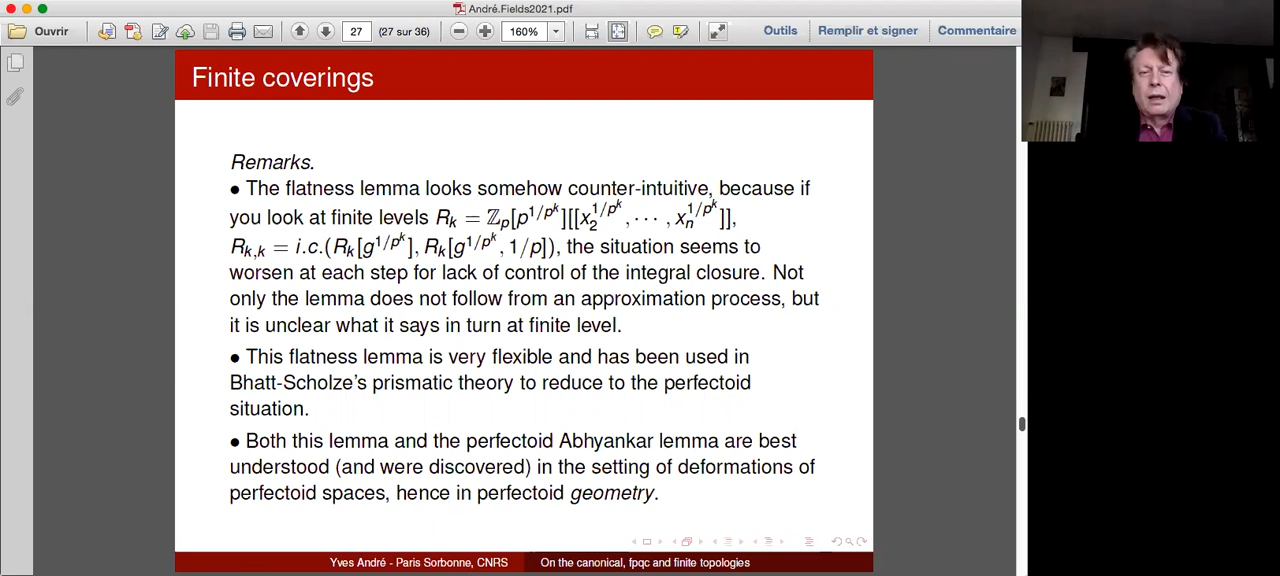 André.Fields2021.pdf
Ouvrir
27
(27 sur 36)
160%
Outils
Remplir et signer
Commentaire
Finite coverings
Remarks.
• The flatness lemma looks somehow counter-intuitive, because if
you look at finite levels R_k = ℤ_p[p^{1/p^k}][[x_2^{1/p^k}, ⋯, x_n^{1/p^k}]],
R_{k,k} = i.c.(R_k[g^{1/p^k}], R_k[g^{1/p^k}, 1/p]), the situation seems to
worsen at each step for lack of control of the integral closure. Not
only the lemma does not follow from an approximation process, but
it is unclear what it says in turn at finite level.
• This flatness lemma is very flexible and has been used in
Bhatt-Scholze's prismatic theory to reduce to the perfectoid
situation.
• Both this lemma and the perfectoid Abhyankar lemma are best
understood (and were discovered) in the setting of deformations of
perfectoid spaces, hence in perfectoid geometry.
Yves André - Paris Sorbonne, CNRS
On the canonical, fpqc and finite topologies